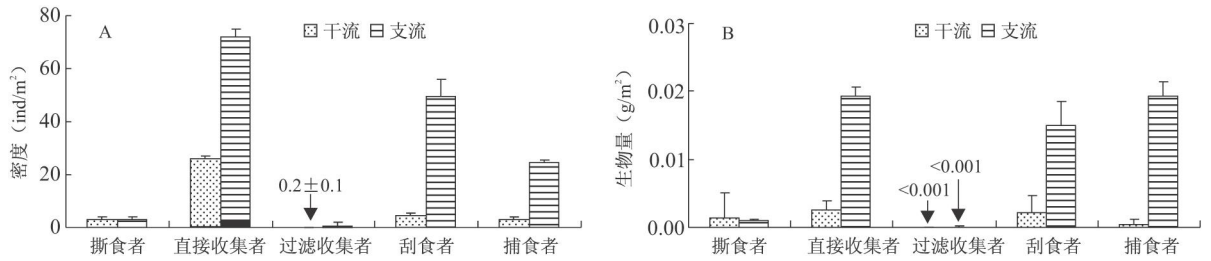 A
干流 支流
密度（ind/m²）
80
60
40
20
0
0.2±0.1
撕食者 直接收集者 过滤收集者 刮食者 捕食者
B
干流 支流
生物量（g/m²）
0.03
0.02
0.01
0.00
<0.001
<0.001
撕食者 直接收集者 过滤收集者 刮食者 捕食者